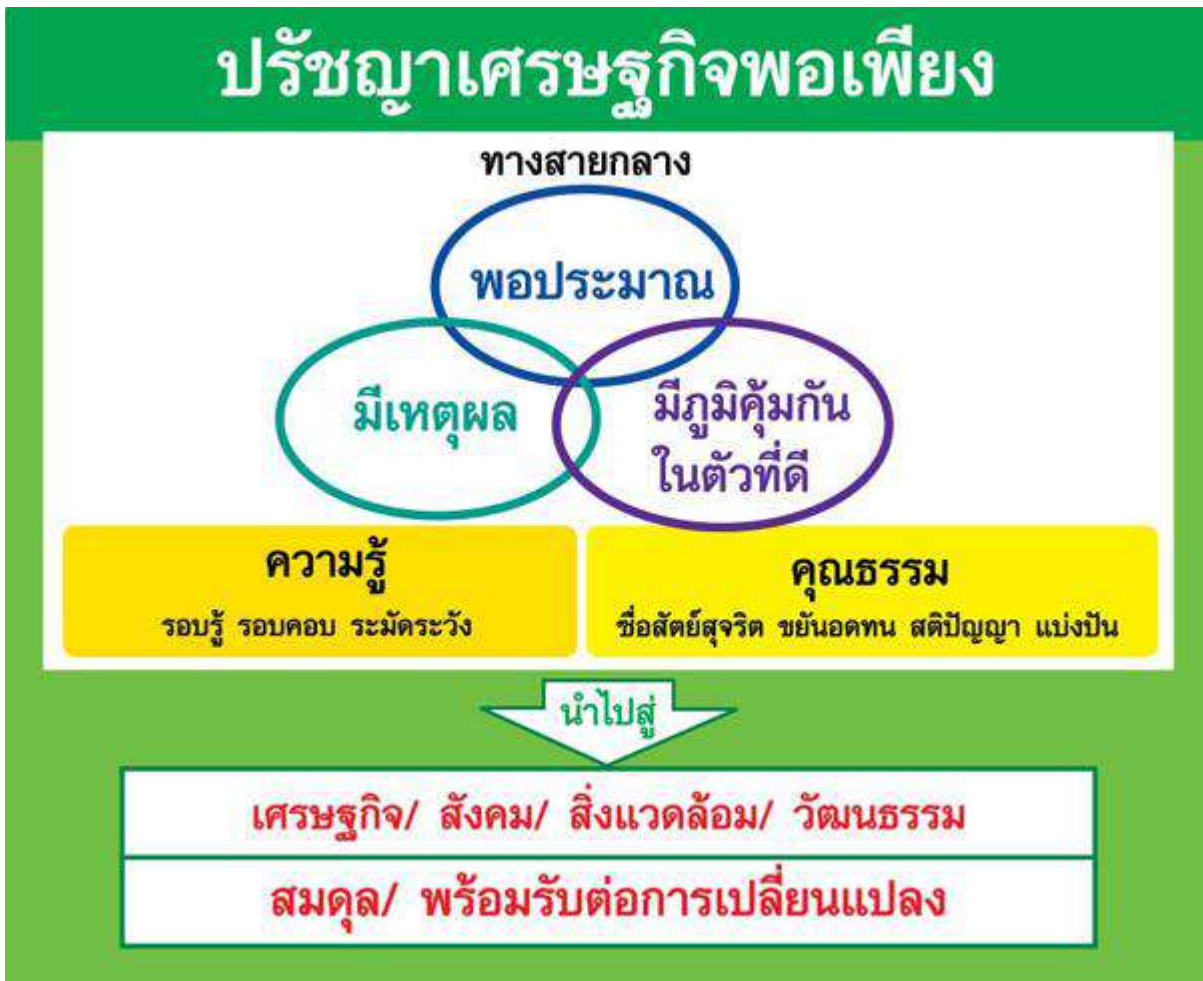 ปรัชญาเศรษฐกิจพอเพียง
ทางสายกลาง
พอประมาณ
มีเหตุผล
มีภูมิคุ้มกัน
ในตัวที่ดี
ความรู้
รอบรู้ รอบคอบ ระมัดระวัง
คุณธรรม
ซื่อสัตย์สุจริต ขยันอดทน สติปัญญา แบ่งปัน
นำไปสู่
เศรษฐกิจ/ สังคม/ สิ่งแวดล้อม/ วัฒนธรรม
สมดุล/ พร้อมรับต่อการเปลี่ยนแปลง